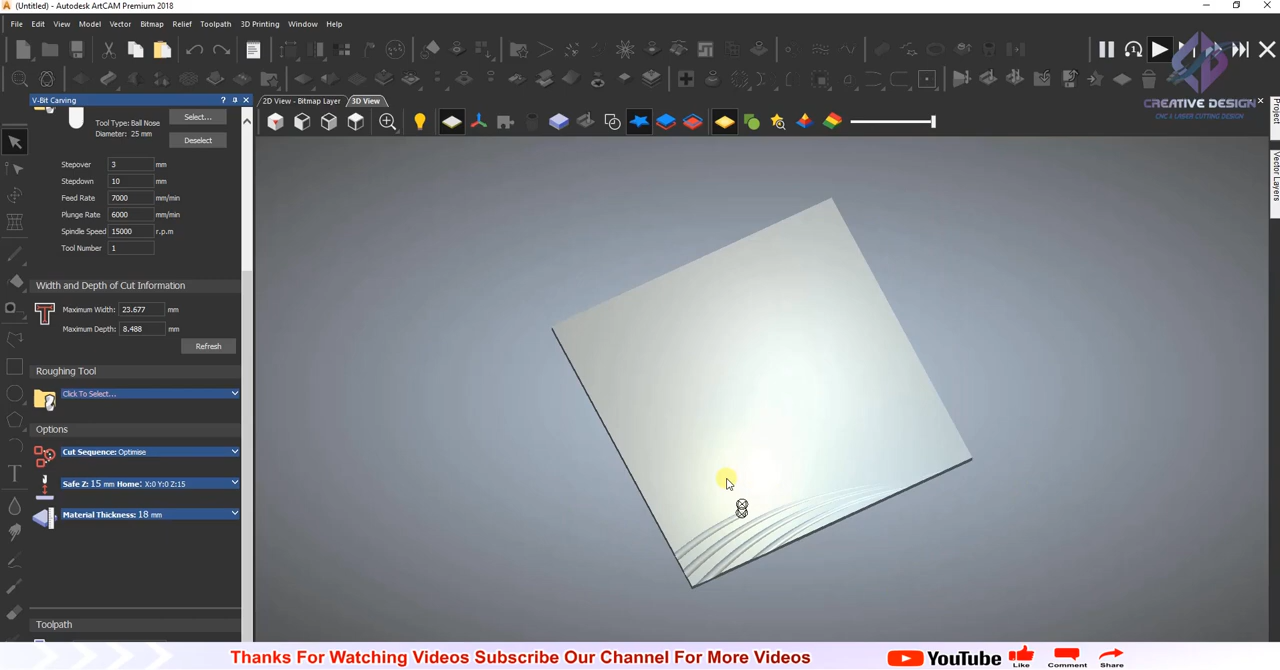 (Untitled) - Autodesk ArtCAM Premium 2018
File Edit View Model Vector Bitmap Relief Toolpath 3D Printing Window Help
V-Bit Carving
2D View - Bitmap Layer 3D View
CREATIVE DESIGN
CNC & LASER CUTTING DESIGN
Project
Vector Layers
Tool Type: Ball Nose
Diameter: 25 mm
Select...
Deselect
Stepover 3 mm
Stepdown 10 mm
Feed Rate 7000 mm/min
Plunge Rate 6000 mm/min
Spindle Speed 15000 r.p.m
Tool Number 1
Width and Depth of Cut Information
Maximum Width: 23.677 mm
Maximum Depth: 8.488 mm
Refresh
Roughing Tool
Click To Select...
Options
Cut Sequence: Optimise
Safe Z: 15 mm Home: X:0 Y:0 Z:15
Material Thickness: 18 mm
Toolpath
Thanks For Watching Videos Subscribe Our Channel For More Videos
YouTube
Like
Comment
Share